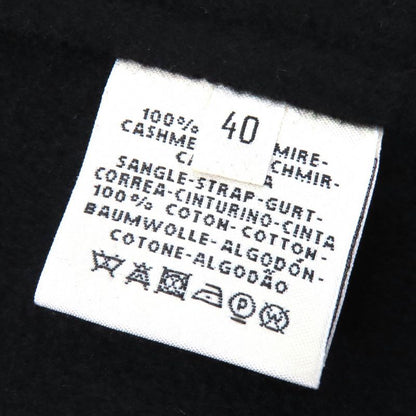 40
100%
CASHME MIRE-
C CHMIR-
A
SANGLE-STRAP-GURT-
CORREA-CINTURINO-CINTA
100% COTON-COTTON-
BAUMWOLLE-ALGODÓN-
COTONE-ALGODÃO
P W